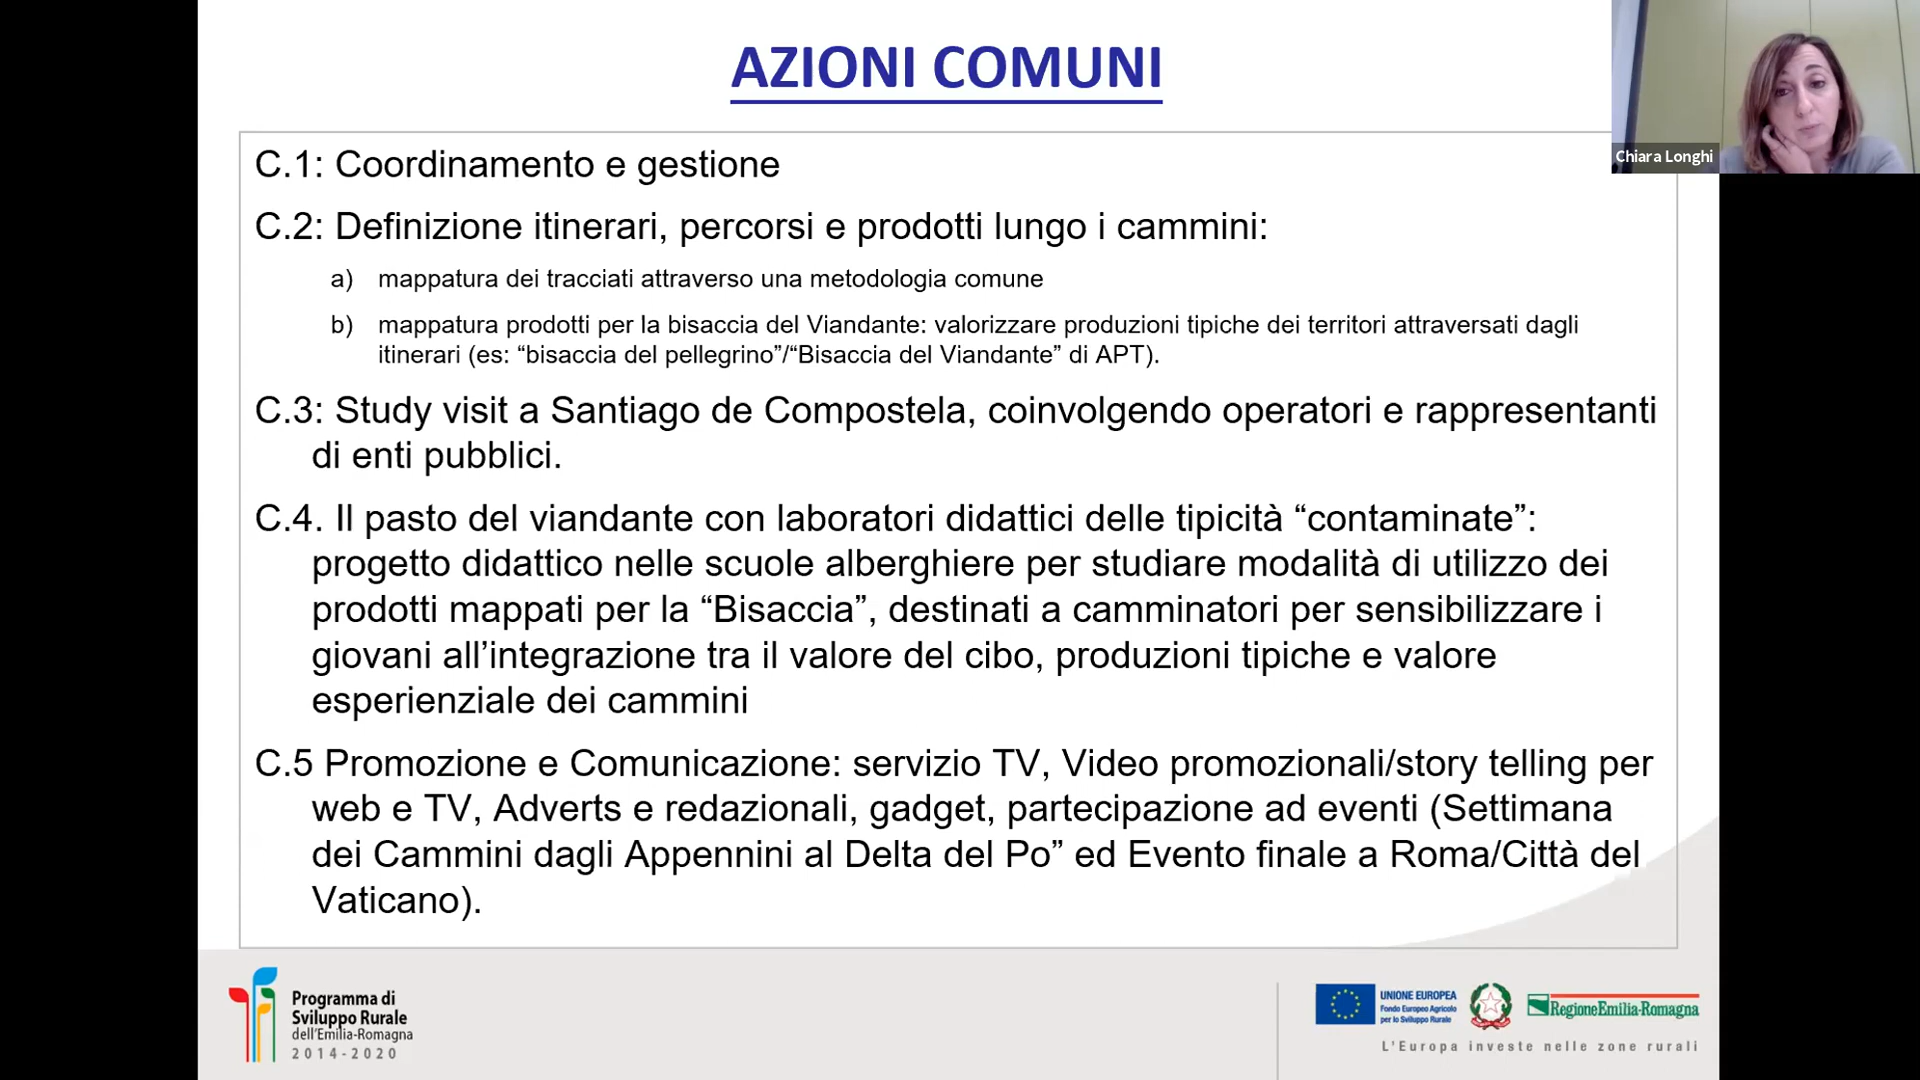 AZIONI COMUNI
Chiara Longhi
C.1: Coordinamento e gestione
C.2: Definizione itinerari, percorsi e prodotti lungo i cammini:
a) mappatura dei tracciati attraverso una metodologia comune
b) mappatura prodotti per la bisaccia del Viandante: valorizzare produzioni tipiche dei territori attraversati dagli
itinerari (es: “bisaccia del pellegrino”/“Bisaccia del Viandante” di APT).
C.3: Study visit a Santiago de Compostela, coinvolgendo operatori e rappresentanti
di enti pubblici.
C.4. Il pasto del viandante con laboratori didattici delle tipicità “contaminate”:
progetto didattico nelle scuole alberghiere per studiare modalità di utilizzo dei
prodotti mappati per la “Bisaccia”, destinati a camminatori per sensibilizzare i
giovani all’integrazione tra il valore del cibo, produzioni tipiche e valore
esperienziale dei cammini
C.5 Promozione e Comunicazione: servizio TV, Video promozionali/story telling per
web e TV, Adverts e redazionali, gadget, partecipazione ad eventi (Settimana
dei Cammini dagli Appennini al Delta del Po” ed Evento finale a Roma/Città del
Vaticano).
Programma di
Sviluppo Rurale
dell'Emilia-Romagna
2014-2020
UNIONE EUROPEA
Fondo Europeo Agricolo
per lo Sviluppo Rurale
RegioneEmilia-Romagna
L'Europa investe nelle zone rurali